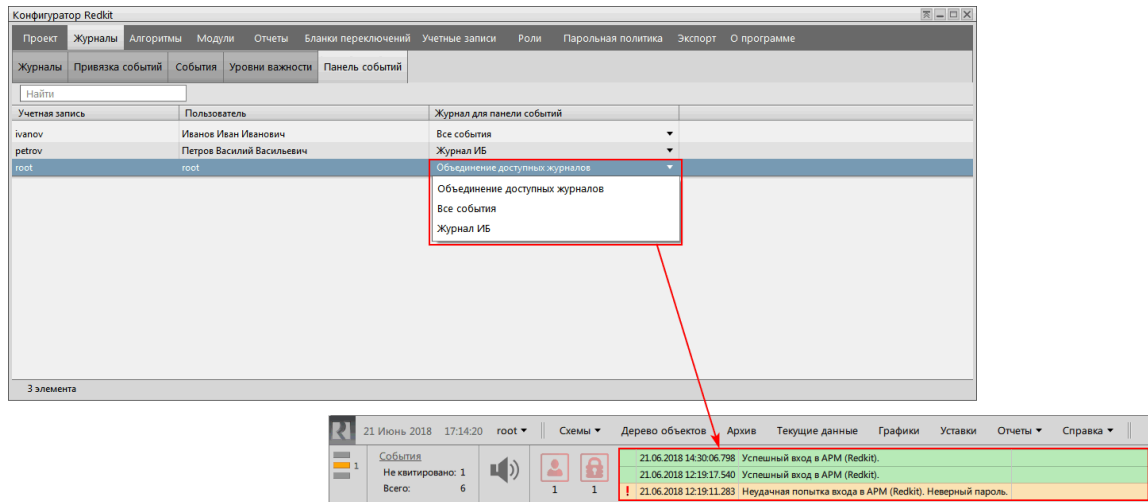 Конфигуратор Redkit
Проект Журналы Алгоритмы Модули Отчеты Бланки переключений Учетные записи Роли Парольная политика Экспорт О программе
Журналы Привязка событий События Уровни важности Панель событий
Найти
Учетная запись Пользователь Журнал для панели событий
ivanov Иванов Иван Иванович Все события
petrov Петров Василий Васильевич Журнал ИБ
root root Объединение доступных журналов
Объединение доступных журналов
Все события
Журнал ИБ
3 элемента
21 Июнь 2018 17:14:20 root Схемы Дерево объектов Архив Текущие данные Графики Уставки Отчеты Справка
События 21.06.2018 14:30:06.798 Успешный вход в АРМ (Redkit).
1 Не квитировано: 1 21.06.2018 12:19:17.540 Успешный вход в АРМ (Redkit).
Всего: 6 1 1 ! 21.06.2018 12:19:11.283 Неудачная попытка входа в АРМ (Redkit). Неверный пароль.